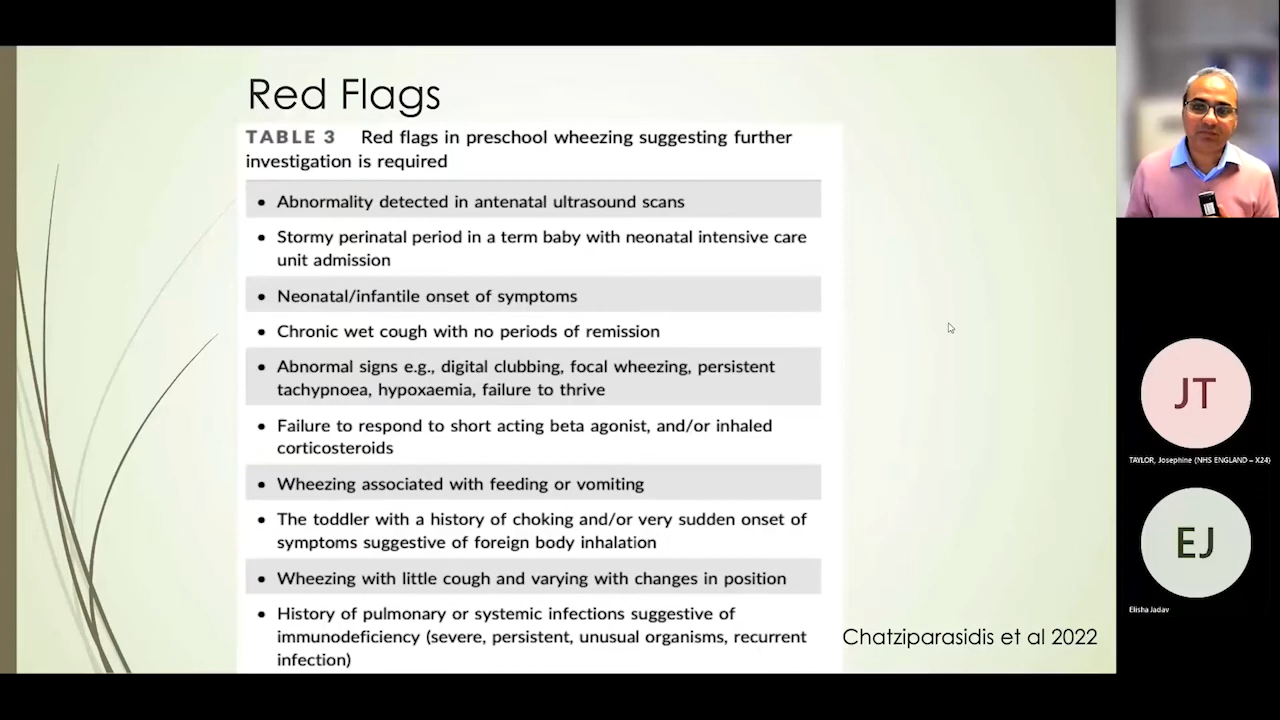 Red Flags
TABLE 3 Red flags in preschool wheezing suggesting further
investigation is required
• Abnormality detected in antenatal ultrasound scans
• Stormy perinatal period in a term baby with neonatal intensive care
unit admission
• Neonatal/infantile onset of symptoms
• Chronic wet cough with no periods of remission
• Abnormal signs e.g., digital clubbing, focal wheezing, persistent
tachypnoea, hypoxaemia, failure to thrive
• Failure to respond to short acting beta agonist, and/or inhaled
corticosteroids
• Wheezing associated with feeding or vomiting
• The toddler with a history of choking and/or very sudden onset of
symptoms suggestive of foreign body inhalation
• Wheezing with little cough and varying with changes in position
• History of pulmonary or systemic infections suggestive of
immunodeficiency (severe, persistent, unusual organisms, recurrent
infection)
Chatziparasidis et al 2022
JT
TAYLOR, Josephine (NHS ENGLAND – X24)
EJ
Elisha Jadav